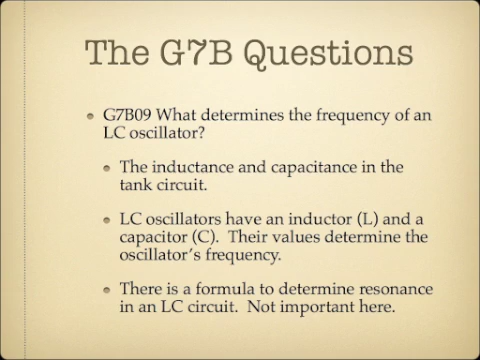 The G7B Questions
G7B09 What determines the frequency of an
LC oscillator?
The inductance and capacitance in the
tank circuit.
LC oscillators have an inductor (L) and a
capacitor (C).  Their values determine the
oscillator's frequency.
There is a formula to determine resonance
in an LC circuit.  Not important here.